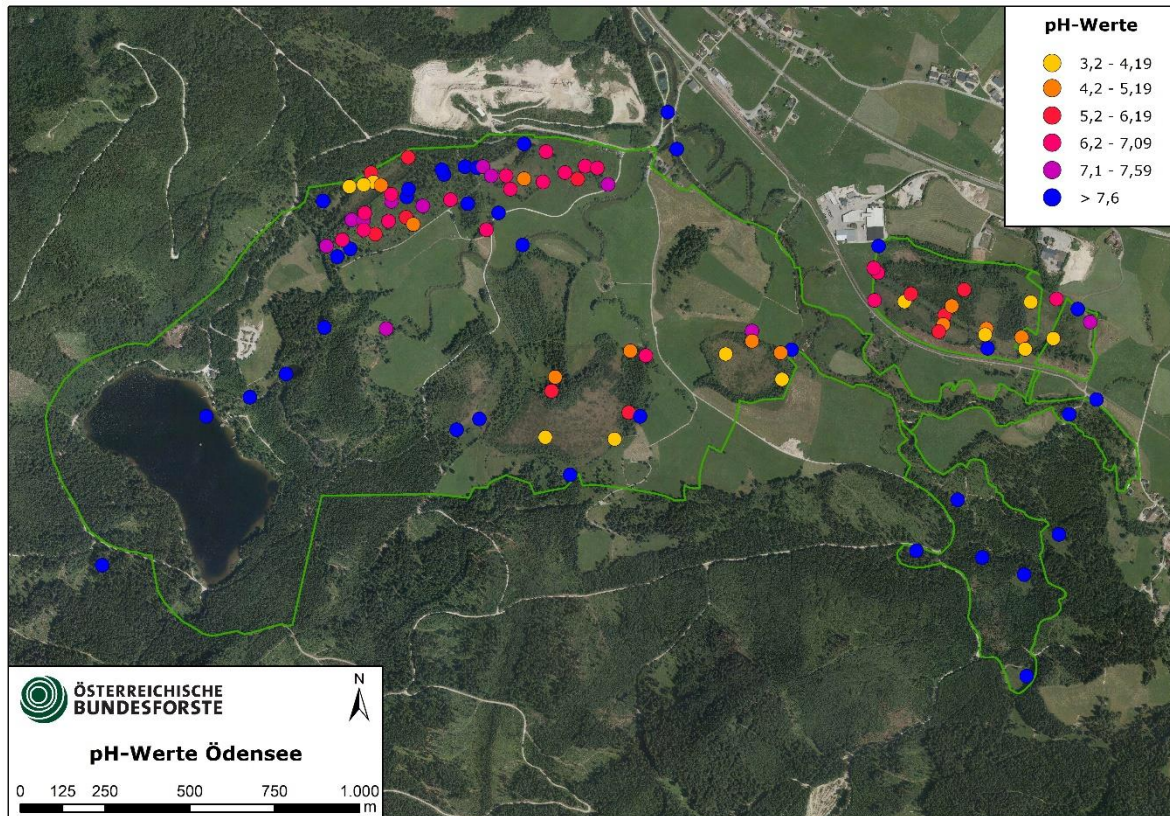 pH-Werte
3,2 - 4,19
4,2 - 5,19
5,2 - 6,19
6,2 - 7,09
7,1 - 7,59
> 7,6
ÖSTERREICHISCHE
BUNDESFORSTE
N
pH-Werte Ödensee
0 125 250 500 750 1.000
m